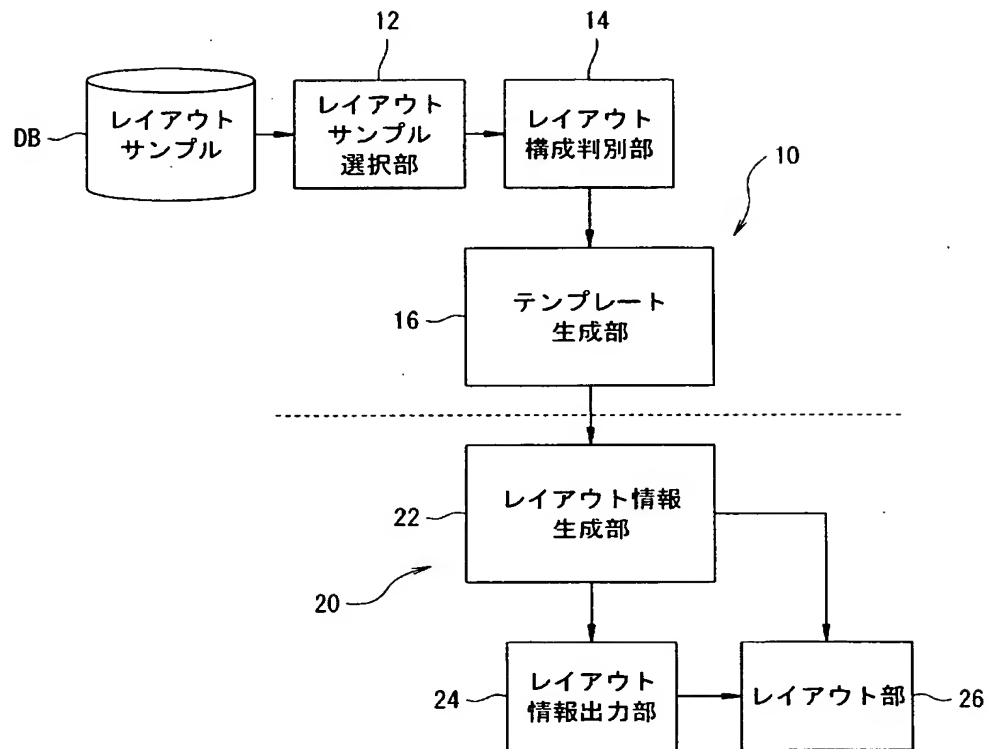 12
14
DB
レイアウト
サンプル
レイアウト
サンプル
選択部
レイアウト
構成判別部
10
16
テンプレート
生成部
22
レイアウト情報
生成部
20
24
レイアウト
情報出力部
レイアウト部
26